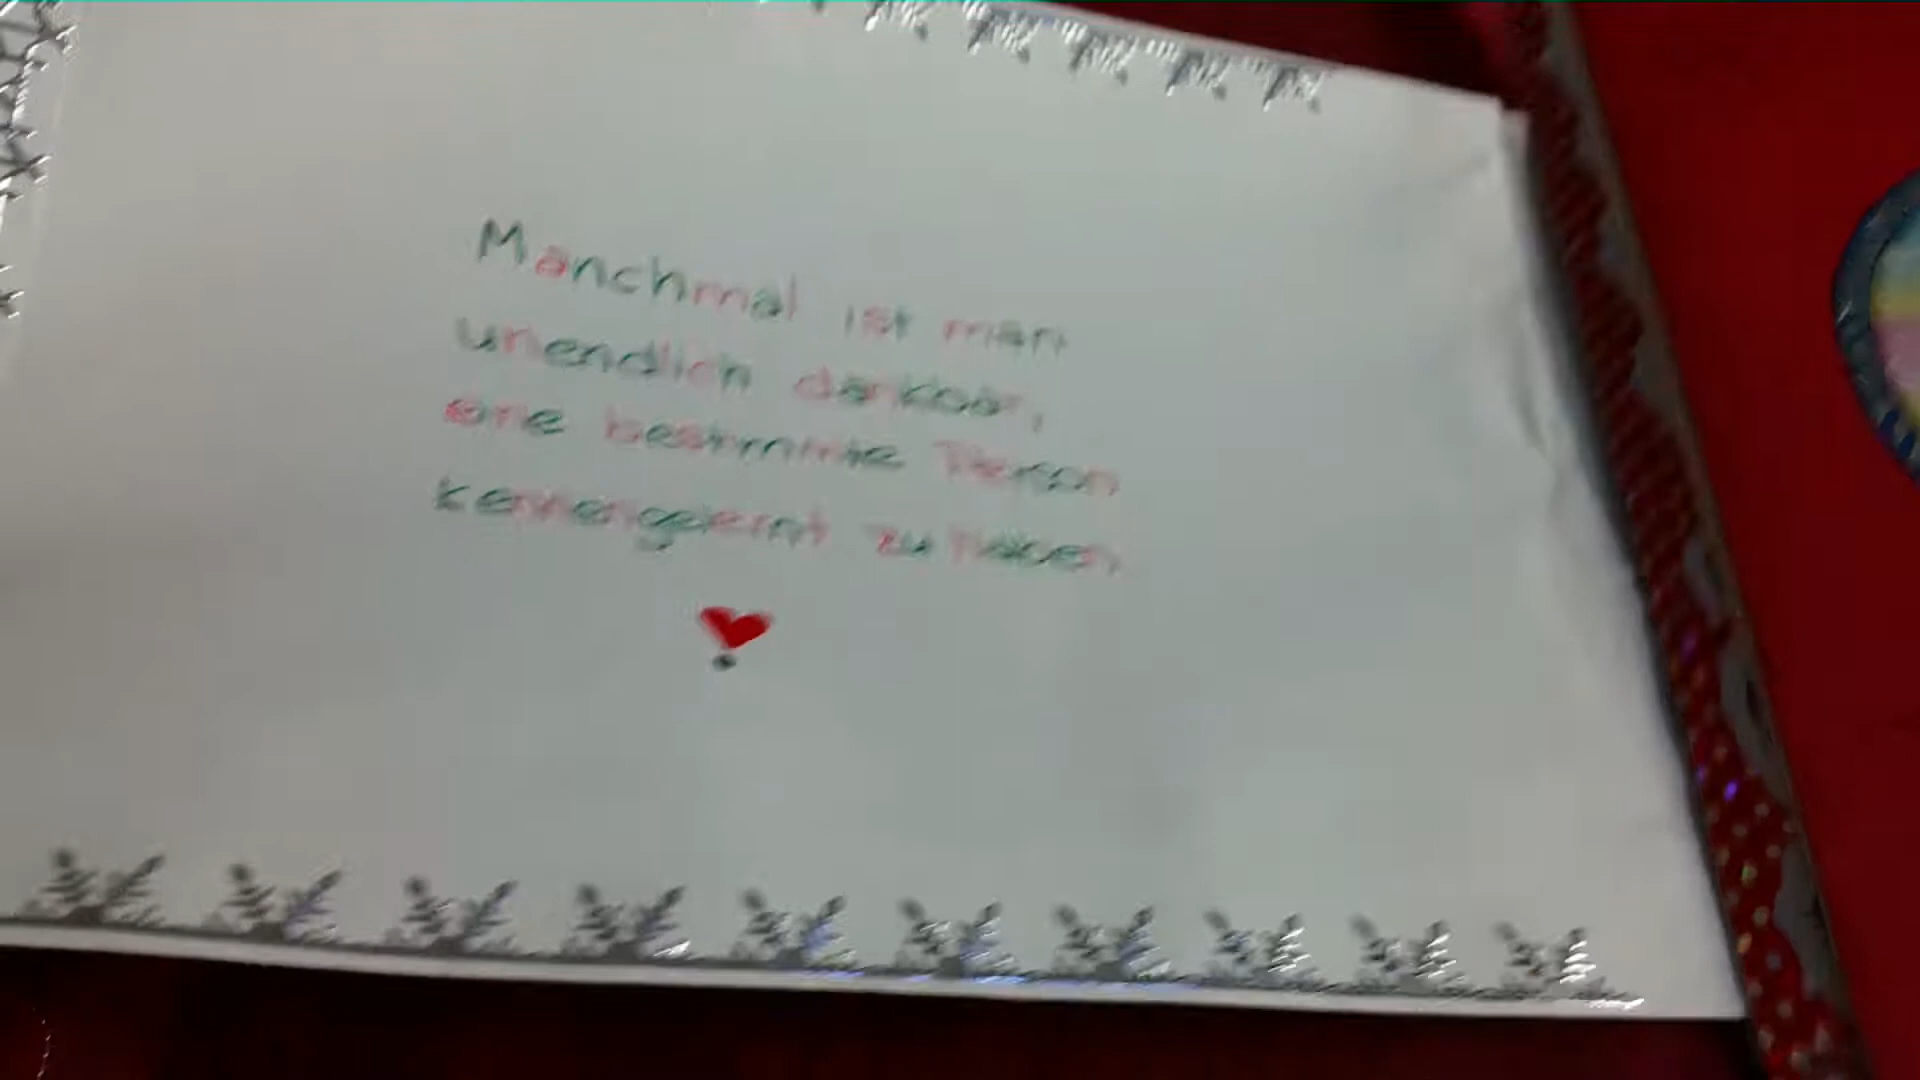 Manchmal ist man
unendlich dankbar,
eine bestimmte Person
kennengelernt zu haben.